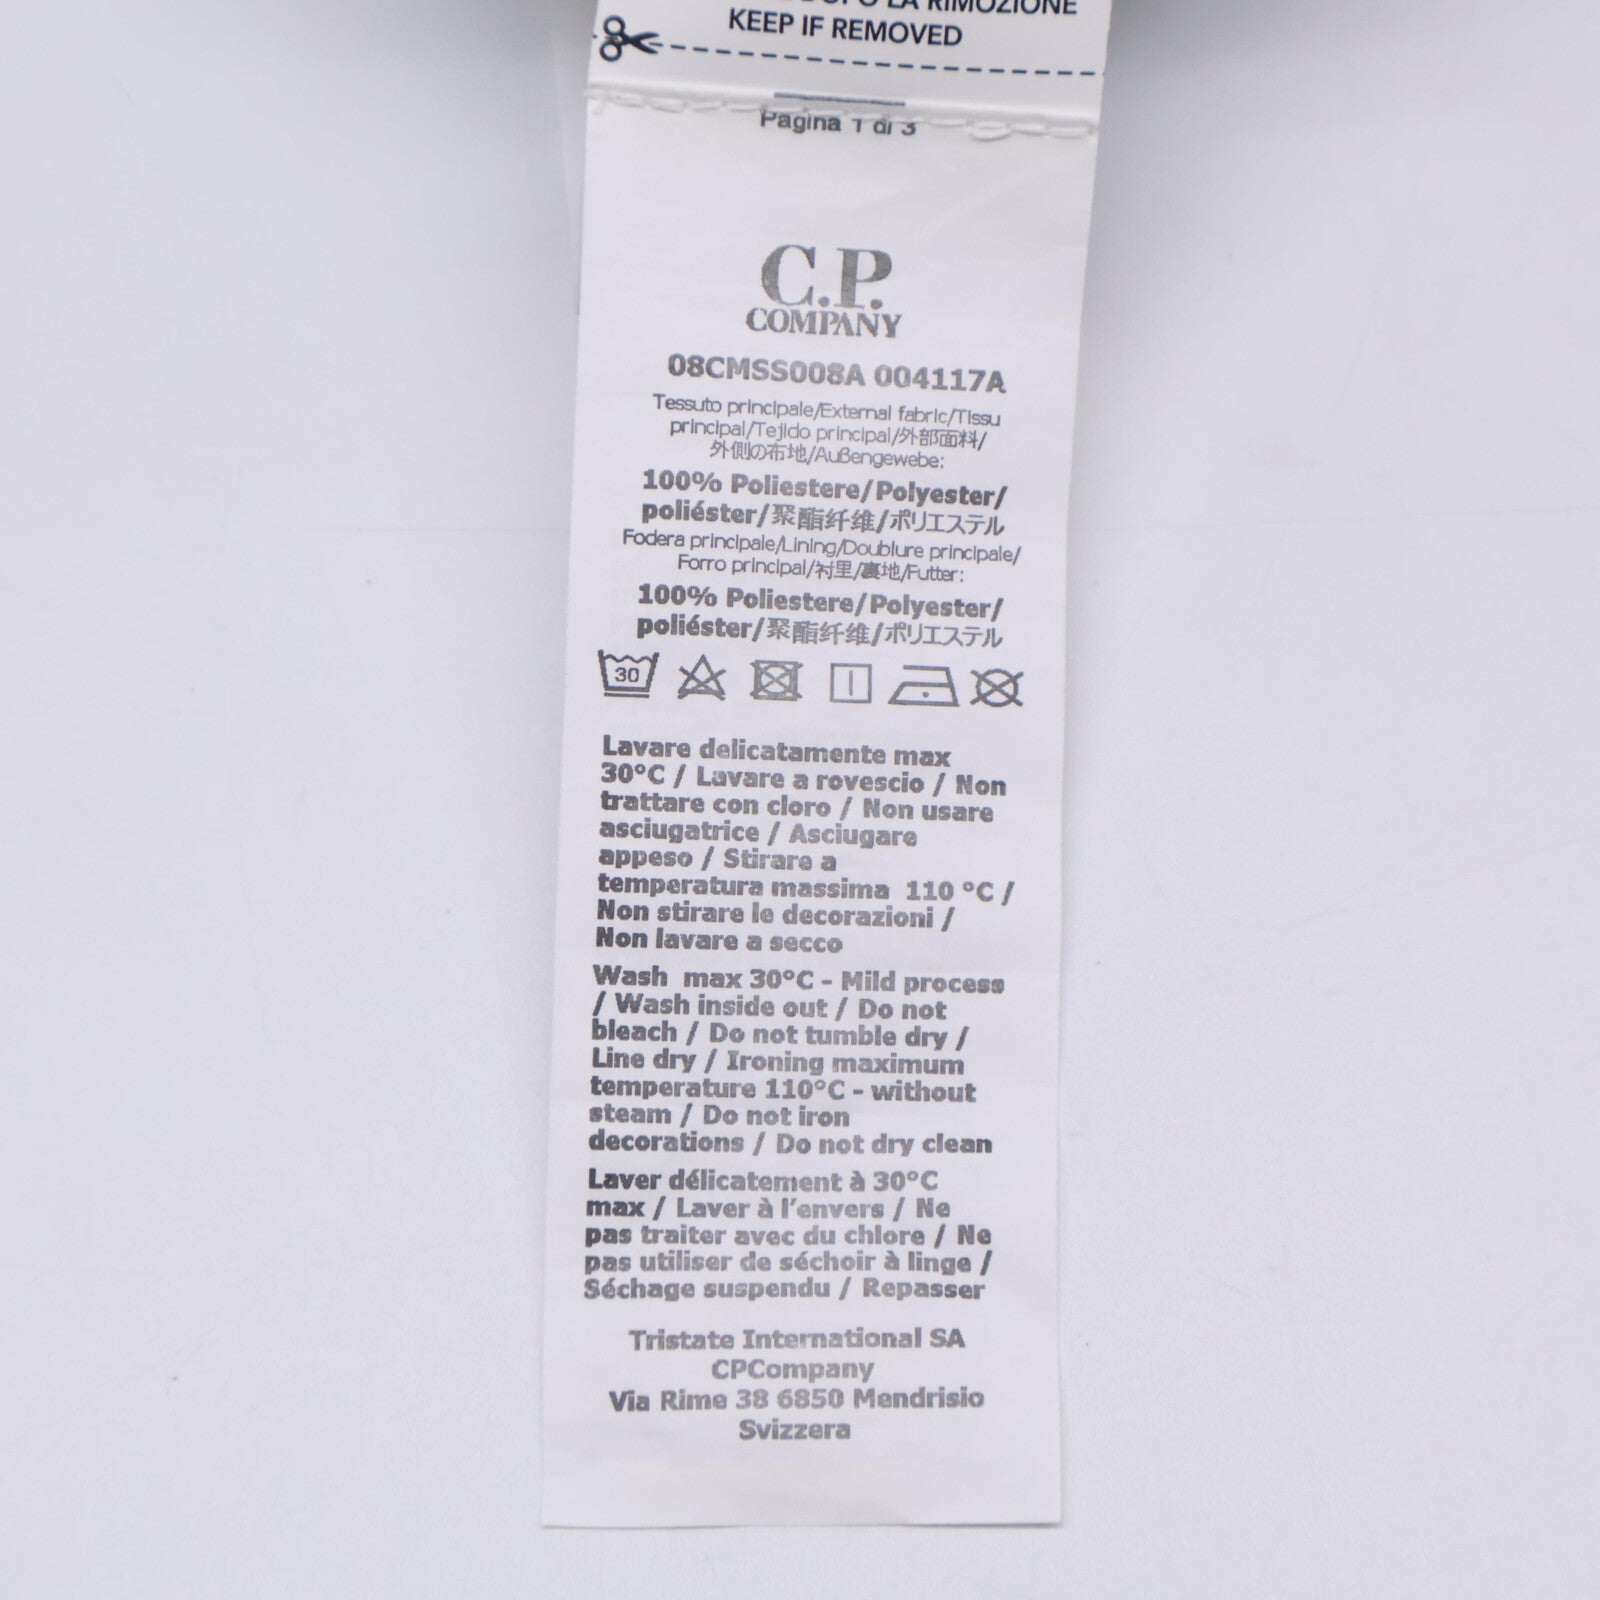 DOPO LA RIMOZIONE
KEEP IF REMOVED
Pagina 1 di 3
C.P.
COMPANY
08CMSS008A 004117A
Tessuto principale/External fabric/Tissu
principal/Tejido principal/外部面料/
外側の布地/Außengewebe:
100% Poliestere/Polyester/
poliéster/聚酯纤维/ポリエステル
Fodera principale/Lining/Doublure principale/
Forro principal/衬里/裏地/Futter:
100% Poliestere/Polyester/
poliéster/聚酯纤维/ポリエステル
30
Lavare delicatamente max
30°C / Lavare a rovescio / Non
trattare con cloro / Non usare
asciugatrice / Asciugare
appeso / Stirare a
temperatura massima 110 °C /
Non stirare le decorazioni /
Non lavare a secco
Wash max 30°C - Mild process
/ Wash inside out / Do not
bleach / Do not tumble dry /
Line dry / Ironing maximum
temperature 110°C - without
steam / Do not iron
decorations / Do not dry clean
Laver délicatement à 30°C
max / Laver à l'envers / Ne
pas traiter avec du chlore / Ne
pas utiliser de séchoir à linge /
Séchage suspendu / Repasser
Tristate International SA
CPCompany
Via Rime 38 6850 Mendrisio
Svizzera